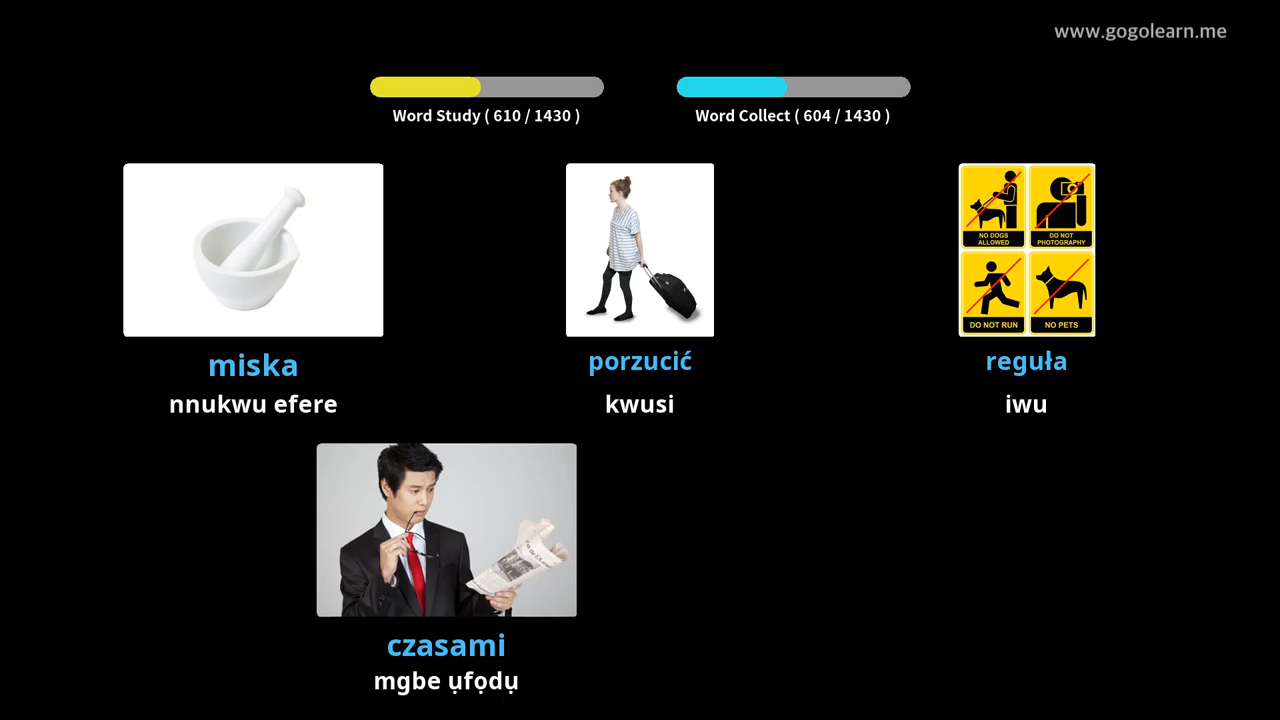 www.gogolearn.me
Word Study ( 610 / 1430 )
Word Collect ( 604 / 1430 )
NO DOGS
ALLOWED
DO NOT
PHOTOGRAPHY
DO NOT RUN
NO PETS
miska
porzucić
reguła
nnukwu efere
kwusi
iwu
czasami
mgbe ụfọdụ